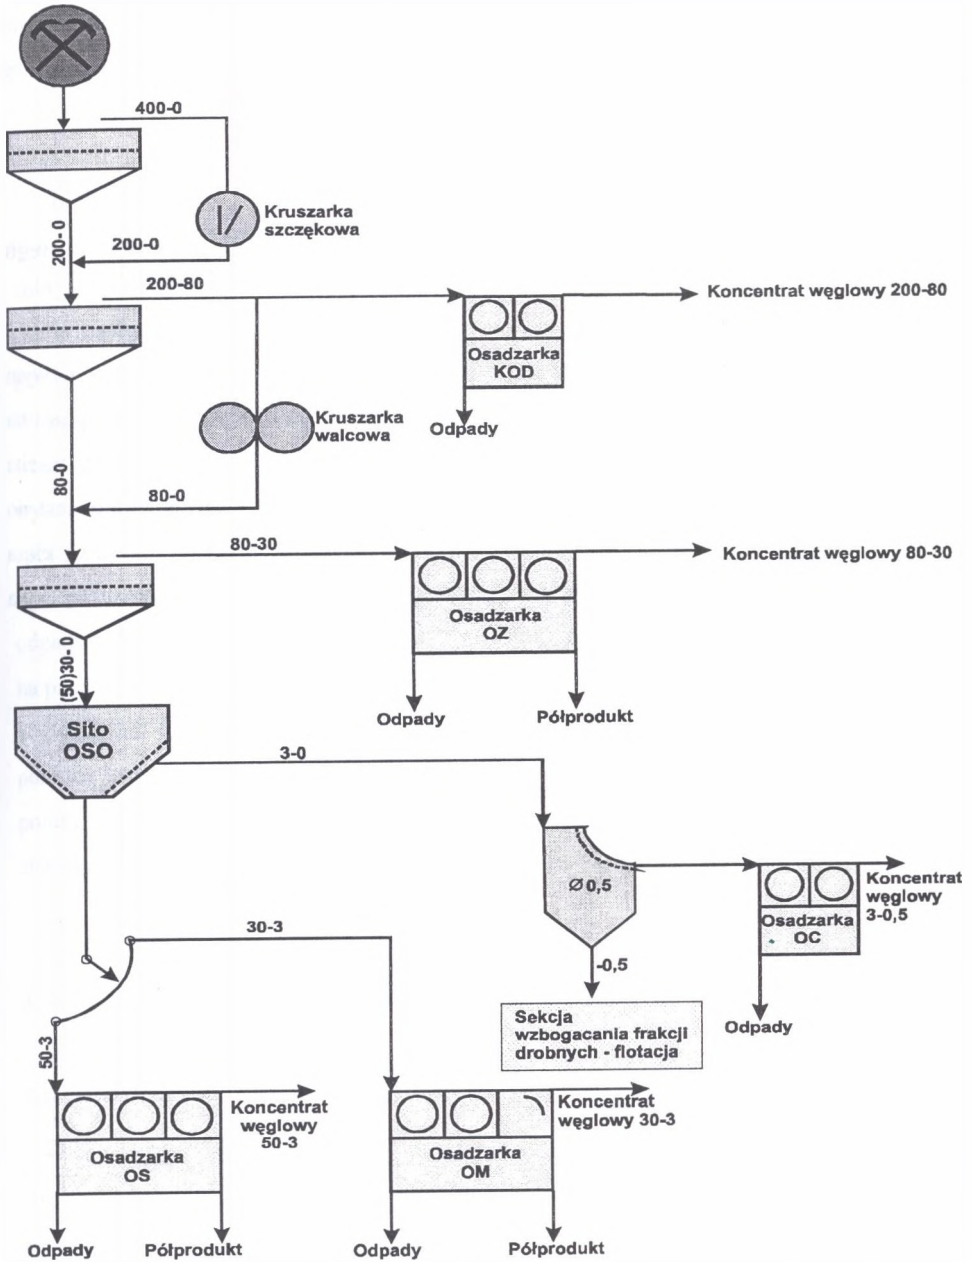 400-0
Kruszarka
szczękowa
200- 0
200-0
200-80
Koncentrat węglowy 200-80
Osadzarka
KOD
Odpady
Kruszarka
walcowa
80-0
80-0
80-30
Koncentrat węglowy 80-30
Osadzarka
OZ
(50)30- 0
Odpady
Półprodukt
Sito
OSO
3-0
Ø 0,5
Koncentrat
węglowy
3-0,5
Osadzarka
OC
30-3
-0,5
Sekcja
wzbogacania frakcji
drobnych - flotacja
Odpady
50-3
Koncentrat
węglowy
50-3
Koncentrat
węglowy 30-3
Osadzarka
OS
Osadzarka
OM
Odpady
Półprodukt
Odpady
Półprodukt